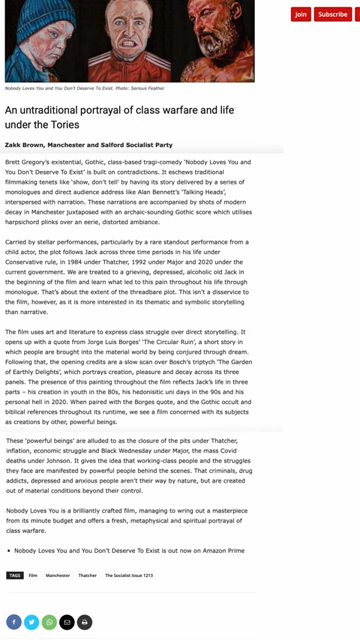 Join
Subscribe
Nobody Loves You and You Don't Deserve To Exist. Photo: Serious Feather
An untraditional portrayal of class warfare and life
under the Tories
Zakk Brown, Manchester and Salford Socialist Party
Brett Gregory's existential, Gothic, class-based tragi-comedy 'Nobody Loves You and
You Don't Deserve To Exist' is built on contradictions. It eschews traditional
filmmaking tenets like 'show, don't tell' by having its story delivered by a series of
monologues and direct audience address like Alan Bennett's 'Talking Heads',
interspersed with narration. These narrations are accompanied by shots of modern
decay in Manchester juxtaposed with an archaic-sounding Gothic score which utilises
harpsichord plinks over an eerie, distorted ambiance.
Carried by stellar performances, particularly by a rare standout performance from a
child actor, the plot follows Jack across three time periods in his life under
Conservative rule, in 1984 under Thatcher, 1992 under Major and 2020 under the
current government. We are treated to a grieving, depressed, alcoholic old Jack in
the beginning of the film and learn what led to this pain throughout his life through
monologue. That's about the extent of the threadbare plot. This isn't a disservice to
the film, however, as it is more interested in its thematic and symbolic storytelling
than narrative.
The film uses art and literature to express class struggle over direct storytelling. It
opens up with a quote from Jorge Luis Borges' 'The Circular Ruin', a short story in
which people are brought into the material world by being conjured through dream.
Following that, the opening credits are a slow scan over Bosch's triptych 'The Garden
of Earthly Delights', which portrays creation, pleasure and decay across its three
panels. The presence of this painting throughout the film reflects Jack's life in three
parts – his creation in youth in the 80s, his hedonistic uni days in the 90s and his
personal hell in 2020. When paired with the Borges quote, and the Gothic occult and
biblical references throughout its runtime, we see a film concerned with its subjects
as creations by other, powerful beings.
These 'powerful beings' are alluded to as the closure of the pits under Thatcher,
inflation, economic struggle and Black Wednesday under Major, the mass Covid
deaths under Johnson. It gives the idea that working-class people and the struggles
they face are manifested by powerful people behind the scenes. That criminals, drug
addicts, depressed and anxious people aren't their way by nature, but are created
out of material conditions beyond their control.
Nobody Loves You is a brilliantly crafted film, managing to wring out a masterpiece
from its minute budget and offers a fresh, metaphysical and spiritual portrayal of
class warfare.
• Nobody Loves You and You Don't Deserve To Exist is out now on Amazon Prime
TAGS Film Manchester Thatcher The Socialist Issue 1213